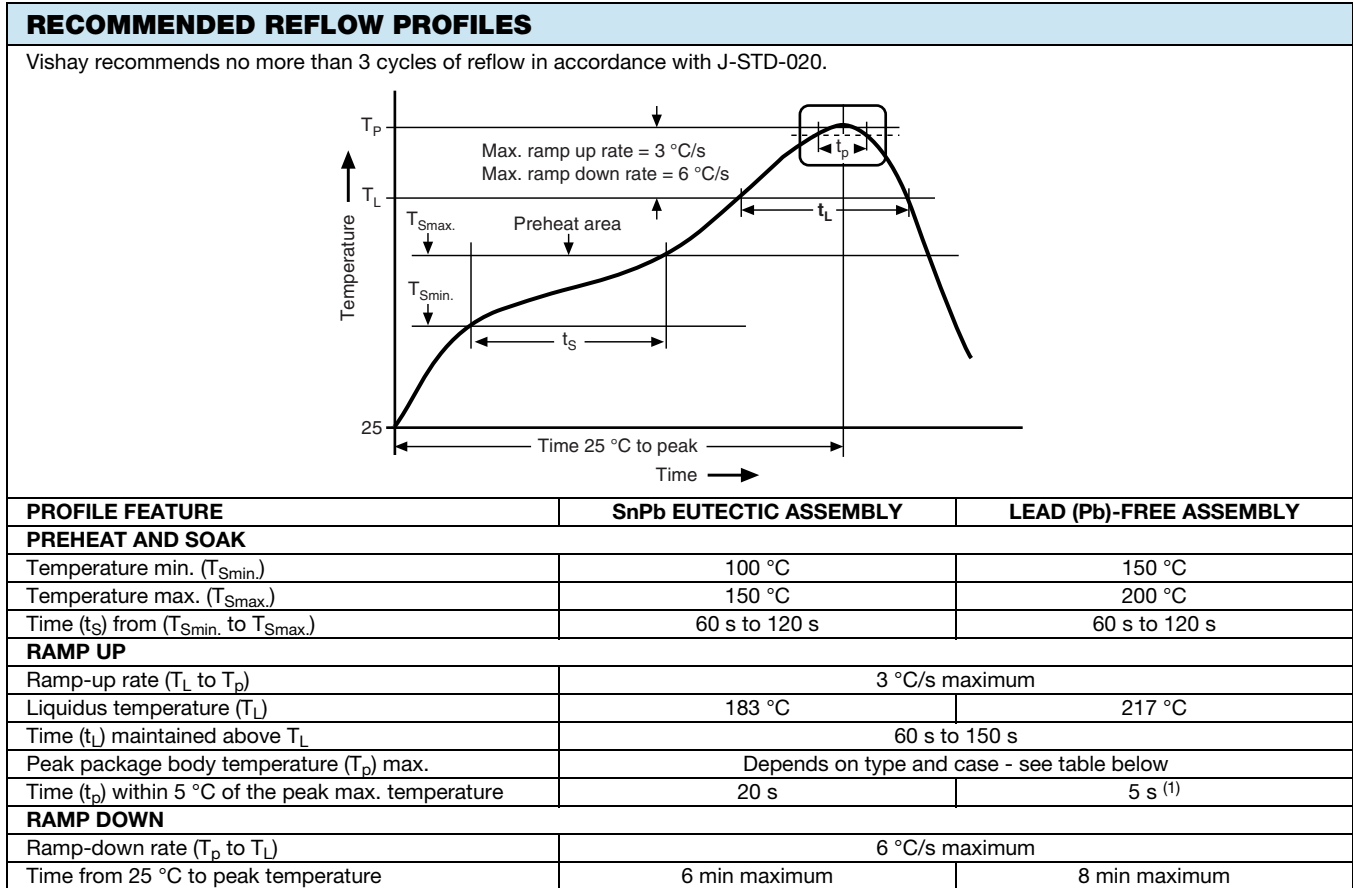 RECOMMENDED REFLOW PROFILES
Vishay recommends no more than 3 cycles of reflow in accordance with J-STD-020.
TP
Max. ramp up rate = 3 °C/s
Max. ramp down rate = 6 °C/s
tp
TL
tL
TSmax.
Preheat area
TSmin.
tS
Temperature
25
Time 25 °C to peak
Time
PROFILE FEATURE SnPb EUTECTIC ASSEMBLY LEAD (Pb)-FREE ASSEMBLY
PREHEAT AND SOAK
Temperature min. (TSmin.) 100 °C 150 °C
Temperature max. (TSmax.) 150 °C 200 °C
Time (tS) from (TSmin. to TSmax.) 60 s to 120 s 60 s to 120 s
RAMP UP
Ramp-up rate (TL to Tp) 3 °C/s maximum
Liquidus temperature (TL) 183 °C 217 °C
Time (tL) maintained above TL 60 s to 150 s
Peak package body temperature (Tp) max. Depends on type and case - see table below
Time (tp) within 5 °C of the peak max. temperature 20 s 5 s (1)
RAMP DOWN
Ramp-down rate (Tp to TL) 6 °C/s maximum
Time from 25 °C to peak temperature 6 min maximum 8 min maximum